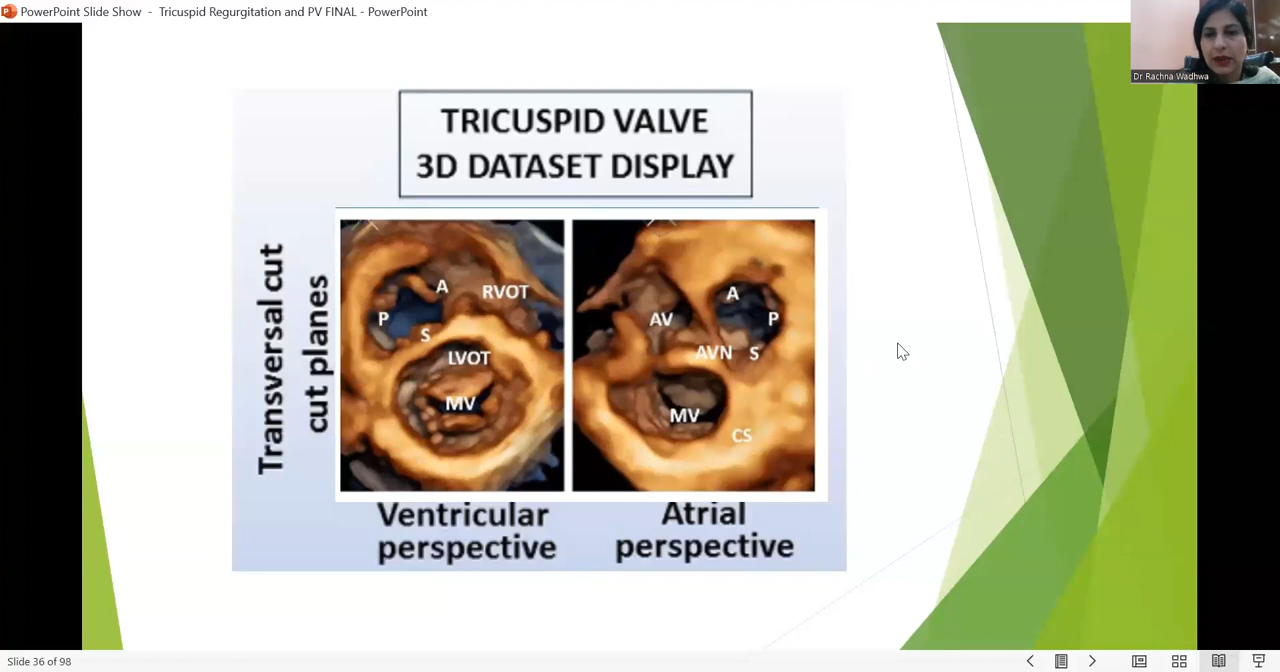 PowerPoint Slide Show - Tricuspid Regurgitation and PV FINAL - PowerPoint
Dr Rachna Wadhwa
TRICUSPID VALVE
3D DATASET DISPLAY
Transversal cut
cut planes
A
RVOT
P
S
LVOT
MV
A
AV
P
AVN
S
MV
CS
Ventricular
perspective
Atrial
perspective
Slide 36 of 98